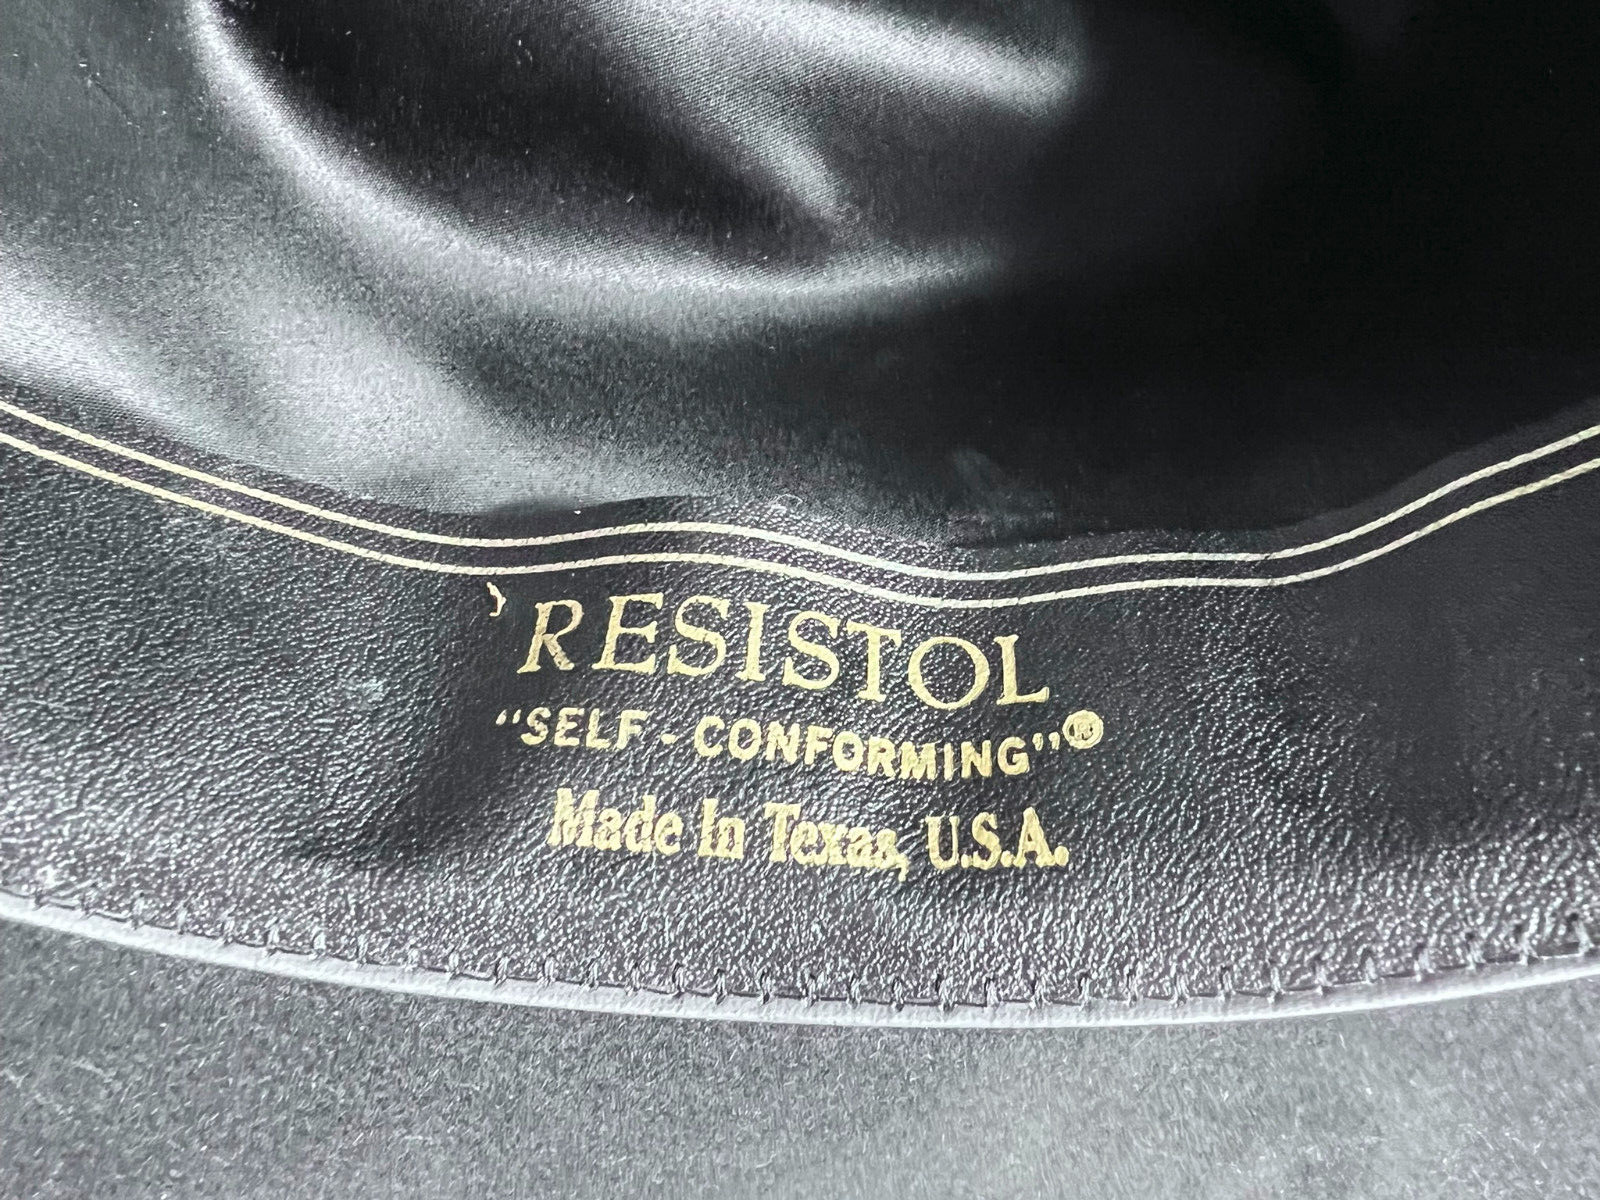 RESISTOL
"SELF-CONFORMING"®
Made In Texas, U.S.A.